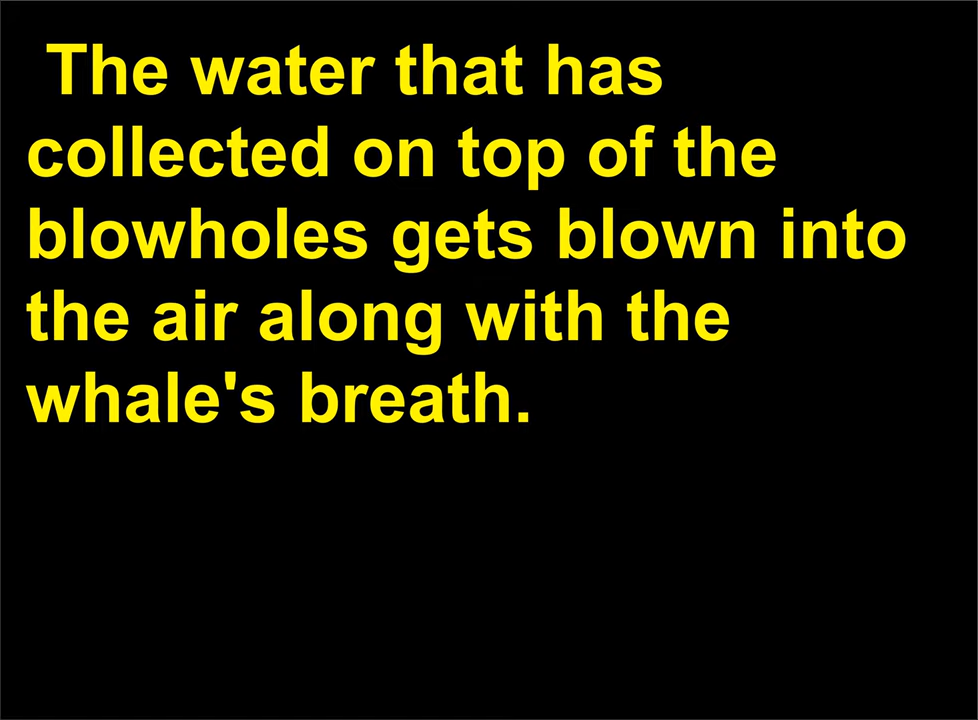 The water that has
collected on top of the
blowholes gets blown into
the air along with the
whale's breath.